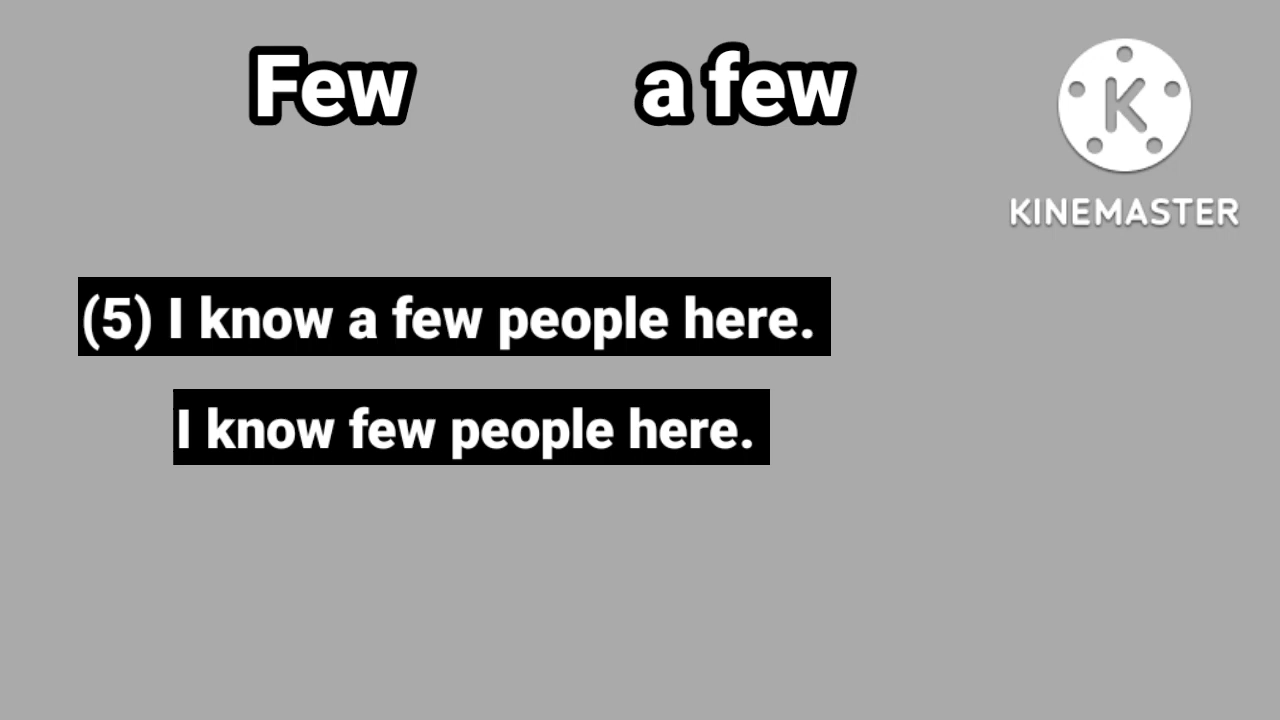 Few a few
K
KINEMASTER
(5) I know a few people here.
I know few people here.